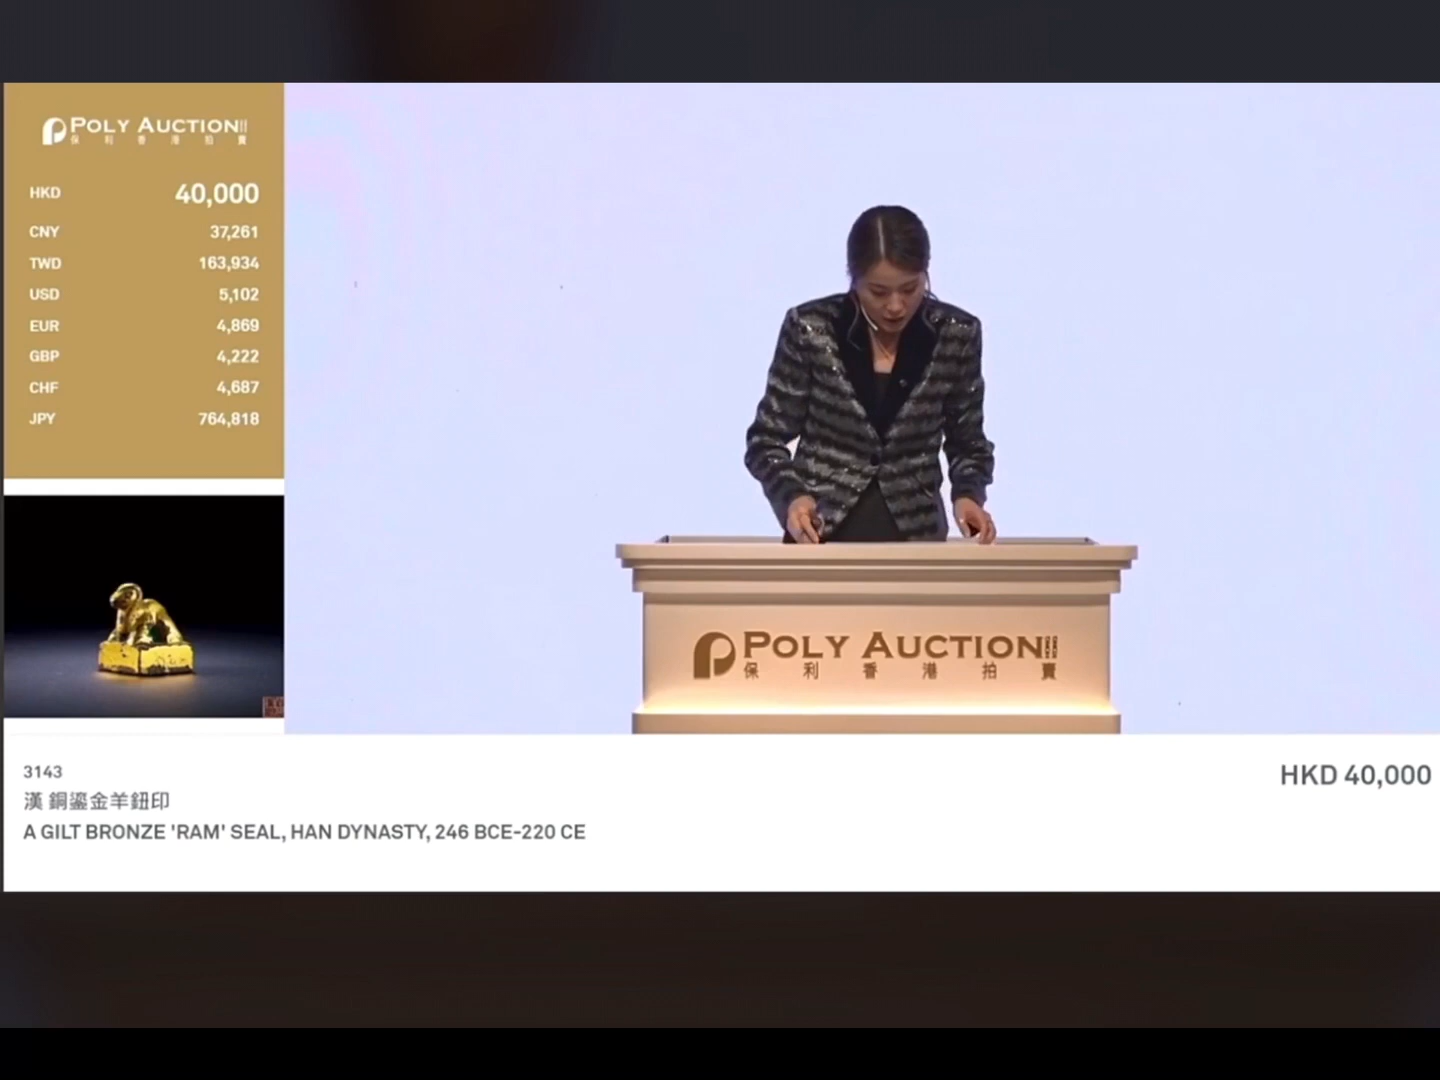 POLY AUCTION
保利香港拍賣
HKD 40,000
CNY 37,261
TWD 163,934
USD 5,102
EUR 4,869
GBP 4,222
CHF 4,687
JPY 764,818
POLY AUCTION
保利香港拍賣
3143
HKD 40,000
漢 銅鎏金羊鈕印
A GILT BRONZE 'RAM' SEAL, HAN DYNASTY, 246 BCE-220 CE